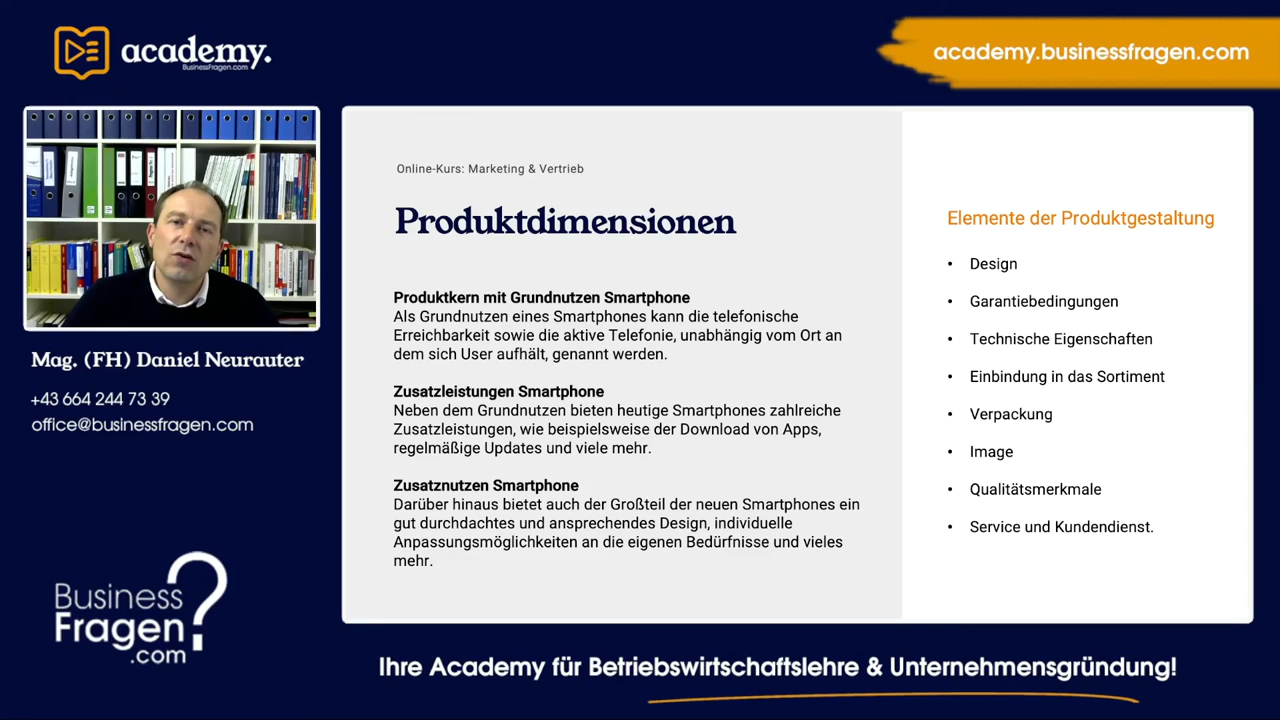 academy.
BusinessFragen.com
academy.businessfragen.com
Mag. (FH) Daniel Neurauter
+43 664 244 73 39
office@businessfragen.com
Business
Fragen
.com
?
Online-Kurs: Marketing & Vertrieb
Produktdimensionen
Produktkern mit Grundnutzen Smartphone
Als Grundnutzen eines Smartphones kann die telefonische
Erreichbarkeit sowie die aktive Telefonie, unabhängig vom Ort an
dem sich User aufhält, genannt werden.
Zusatzleistungen Smartphone
Neben dem Grundnutzen bieten heutige Smartphones zahlreiche
Zusatzleistungen, wie beispielsweise der Download von Apps,
regelmäßige Updates und viele mehr.
Zusatznutzen Smartphone
Darüber hinaus bietet auch der Großteil der neuen Smartphones ein
gut durchdachtes und ansprechendes Design, individuelle
Anpassungsmöglichkeiten an die eigenen Bedürfnisse und vieles
mehr.
Elemente der Produktgestaltung
• Design
• Garantiebedingungen
• Technische Eigenschaften
• Einbindung in das Sortiment
• Verpackung
• Image
• Qualitätsmerkmale
• Service und Kundendienst.
Ihre Academy für Betriebswirtschaftslehre & Unternehmensgründung!